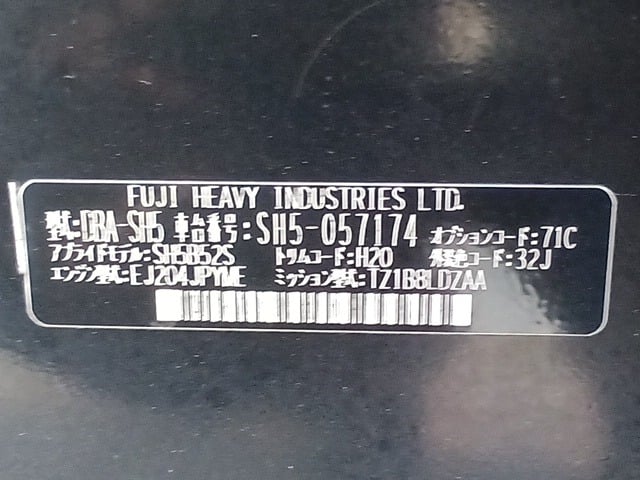 FUJI HEAVY INDUSTRIES LTD.
型式:DBA-SH5 車台番号 SH5-057174 オプションコード:71C
アプライドモデル:SH5B52S トリムコード:H20 外装色コード:32J
エンジン型式:EJ204JPYME ミッション型式:TZ1B8LDZAA